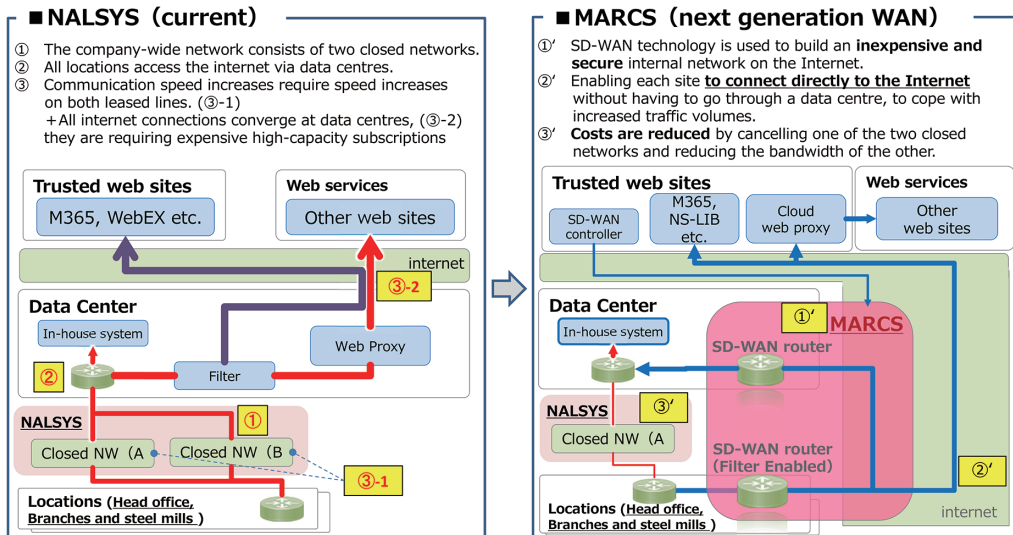 ■ NALSYS (current)
① The company-wide network consists of two closed networks.
② All locations access the internet via data centres.
③ Communication speed increases require speed increases
on both leased lines. (③-1)
+All internet connections converge at data centres, (③-2)
they are requiring expensive high-capacity subscriptions
Trusted web sites
M365, WebEX etc.
Web services
Other web sites
internet
③-2
Data Center
In-house system
Web Proxy
②
Filter
①
NALSYS
Closed NW (A
Closed NW (B
③-1
Locations (Head office,
Branches and steel mills )
■ MARCS (next generation WAN)
①' SD-WAN technology is used to build an inexpensive and
secure internal network on the Internet.
②' Enabling each site to connect directly to the Internet
without having to go through a data centre, to cope with
increased traffic volumes.
③' Costs are reduced by cancelling one of the two closed
networks and reducing the bandwidth of the other.
Trusted web sites
SD-WAN
controller
M365,
NS-LIB
etc.
Cloud
web proxy
Web services
Other
web sites
Data Center
In-house system
①'
MARCS
SD-WAN router
③'
NALSYS
Closed NW (A
SD-WAN router
(Filter Enabled)
②'
Locations (Head office,
Branches and steel mills )
internet